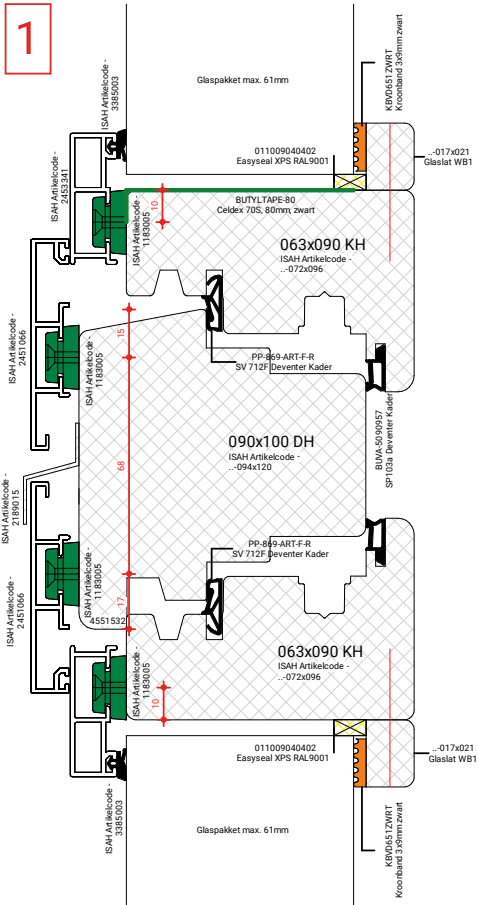 1
Glaspakket max. 61mm
KBVD651ZWRT
Kroonband 3x9mm zwart
ISAH Artikelcode -
3385003
011009040402
Easyseal XPS RAL9001
..-017x021
Glaslat WB1
ISAH Artikelcode -
2453341
BUTYLTAPE-80
Celdex 70S, 80mm, zwart
10
ISAH Artikelcode -
1183005
063x090 KH
ISAH Artikelcode -
..-072x096
ISAH Artikelcode -
2451066
15
ISAH Artikelcode -
1183005
PP-869-ART-F-R
SV 712F Deventer Kader
BUVA-5090957
SP103a Deventer Kader
090x100 DH
ISAH Artikelcode -
..-094x120
68
ISAH Artikelcode -
2189015
PP-869-ART-F-R
SV 712F Deventer Kader
ISAH Artikelcode -
1183005
17
4551532
ISAH Artikelcode -
2451066
063x090 KH
ISAH Artikelcode -
..-072x096
ISAH Artikelcode -
1183005
10
011009040402
Easyseal XPS RAL9001
..-017x021
Glaslat WB1
ISAH Artikelcode -
3385003
Glaspakket max. 61mm
KBVD651ZWRT
Kroonband 3x9mm zwart